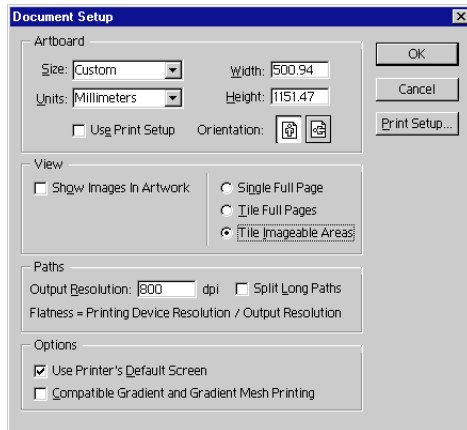 Document Setup
Artboard
Size: Custom
Width: 500.94
Units: Millimeters
Height: 1151.47
Use Print Setup
Orientation:
OK
Cancel
Print Setup...
View
Show Images In Artwork
Single Full Page
Tile Full Pages
Tile Imageable Areas
Paths
Output Resolution: 800 dpi
Split Long Paths
Flatness = Printing Device Resolution / Output Resolution
Options
Use Printer's Default Screen
Compatible Gradient and Gradient Mesh Printing